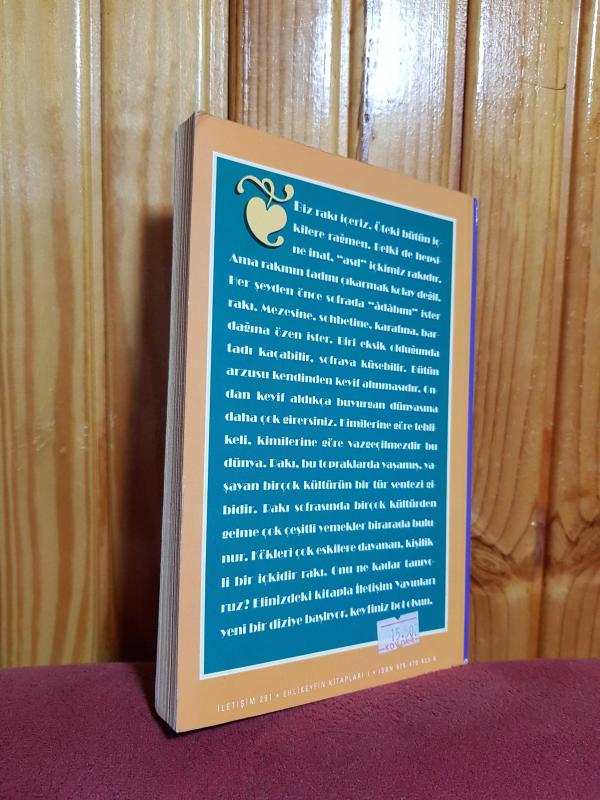 Biz rakı içeriz. Öteki bütün iç-
kilere rağmen. Belki de hepsi-
ne inat, "asıl" içkimiz rakıdır.
Ama rakının tadını çıkarmak kolay değil.
Her şeyden önce sofrada "âdâbını" ister
rakı. Mezesine, sohbetine, karafına, bar-
dağına özen ister. Biri eksik olduğunda
tadı kaçabilir, sofraya küsebilir. Bütün
arzusu kendinden keyif alınmasıdır. On-
dan keyif aldıkça buyurgan dünyasına
daha çok girersiniz. Kimilerine göre tehli-
keli, kimilerine göre vazgeçilmezdir bu
dünya. Rakı, bu topraklarda yaşamış, ya-
şayan birçok kültürün bir tür sentezi gi-
bidir. Rakı sofrasında birçok kültürden
gelme çok çeşitli yemekler birarada bulu-
nur. Kökleri çok eskilere dayanan, kişilik-
li bir içkidir rakı. Onu ne kadar tanıyo-
ruz? Elinizdeki kitapla İletişim Yayınları
yeni bir diziye başlıyor, keyfiniz bol olsun.
İLETİŞİM 291 • EHLİKEYFİN KİTAPLARI 1 • ISBN